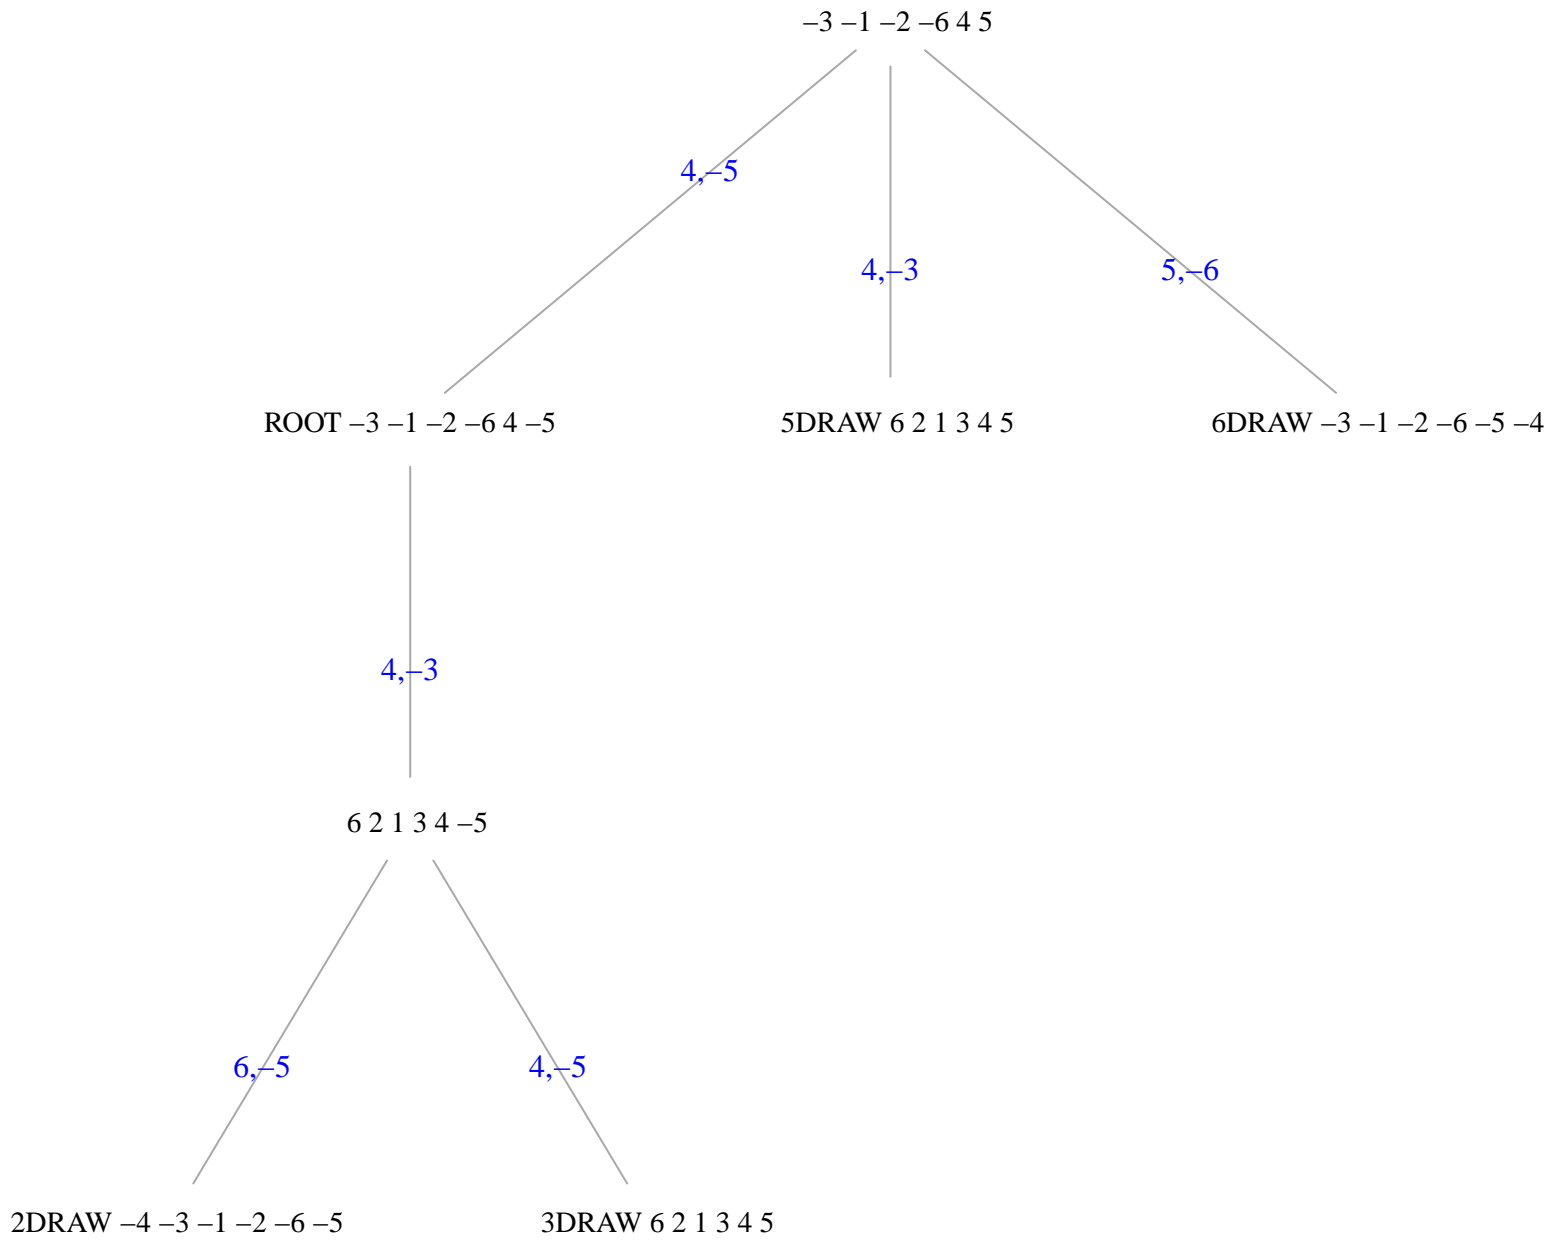 –3 –1 –2 –6 4 5
4,–5
4,–3
5,–6
ROOT –3 –1 –2 –6 4 –5
5DRAW 6 2 1 3 4 5
6DRAW –3 –1 –2 –6 –5 –4
4,–3
6 2 1 3 4 –5
6,–5
4,–5
2DRAW –4 –3 –1 –2 –6 –5
3DRAW 6 2 1 3 4 5